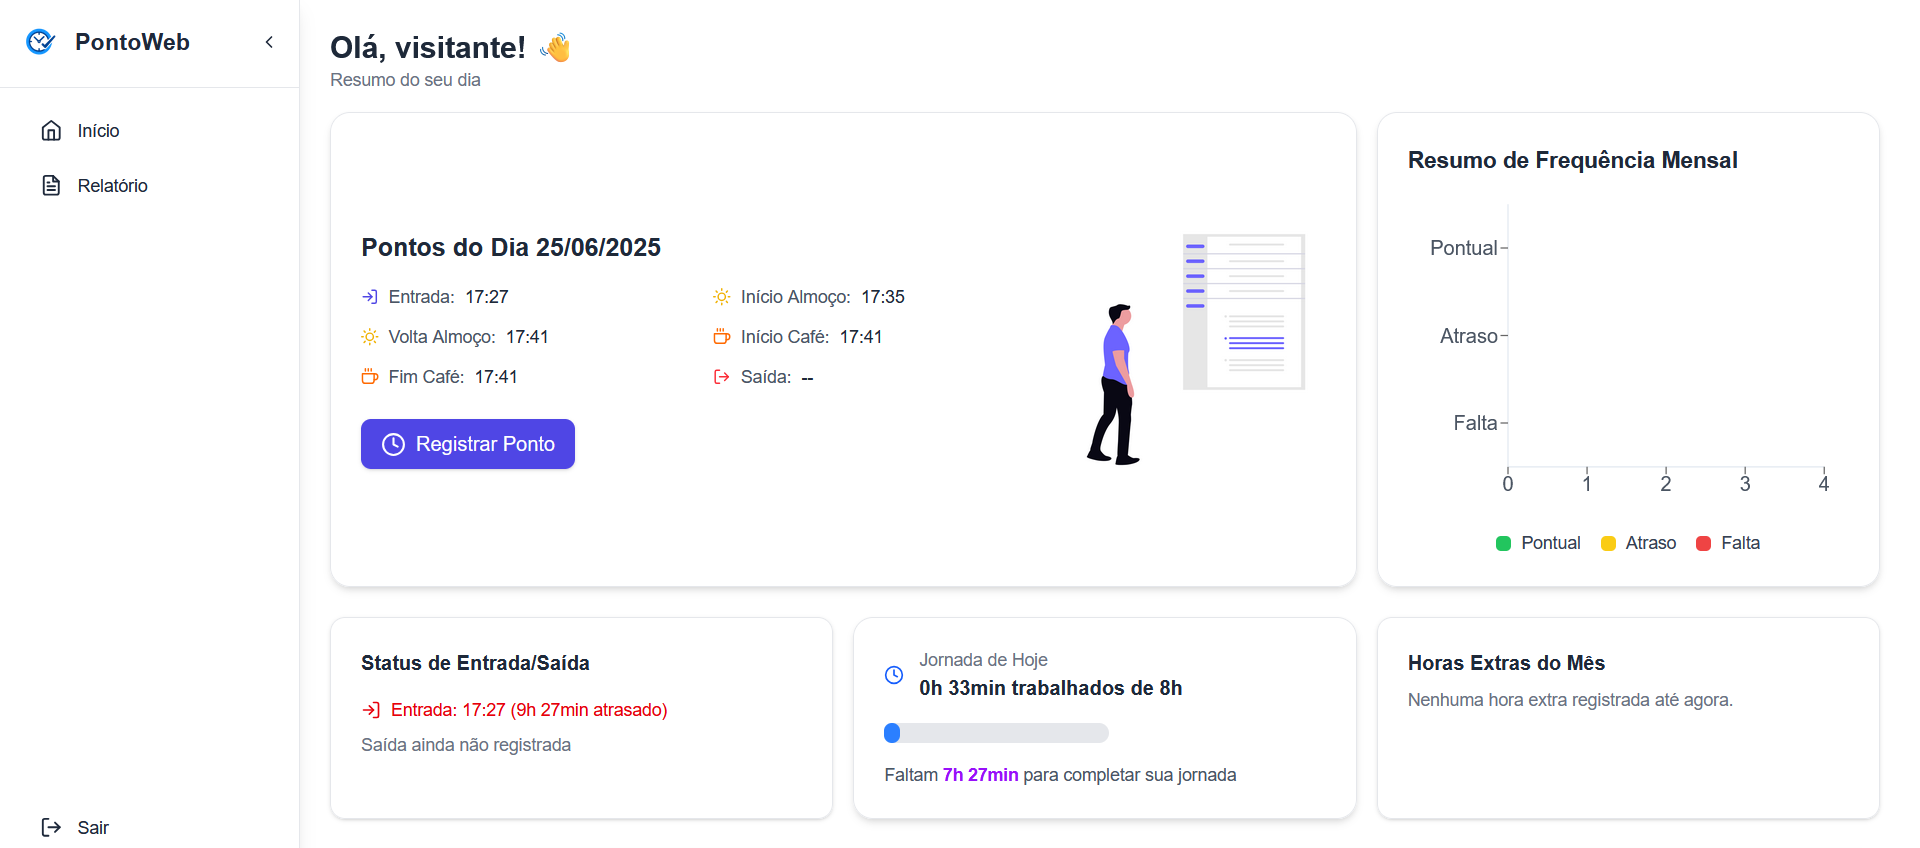 PontoWeb
Início
Relatório
Sair
Olá, visitante! 👋
Resumo do seu dia
Pontos do Dia 25/06/2025
Entrada: 17:27
Início Almoço: 17:35
Volta Almoço: 17:41
Início Café: 17:41
Fim Café: 17:41
Saída: --
Registrar Ponto
Resumo de Frequência Mensal
Pontual
Atraso
Falta
0 1 2 3 4
Pontual Atraso Falta
Status de Entrada/Saída
Entrada: 17:27 (9h 27min atrasado)
Saída ainda não registrada
Jornada de Hoje
0h 33min trabalhados de 8h
Faltam 7h 27min para completar sua jornada
Horas Extras do Mês
Nenhuma hora extra registrada até agora.